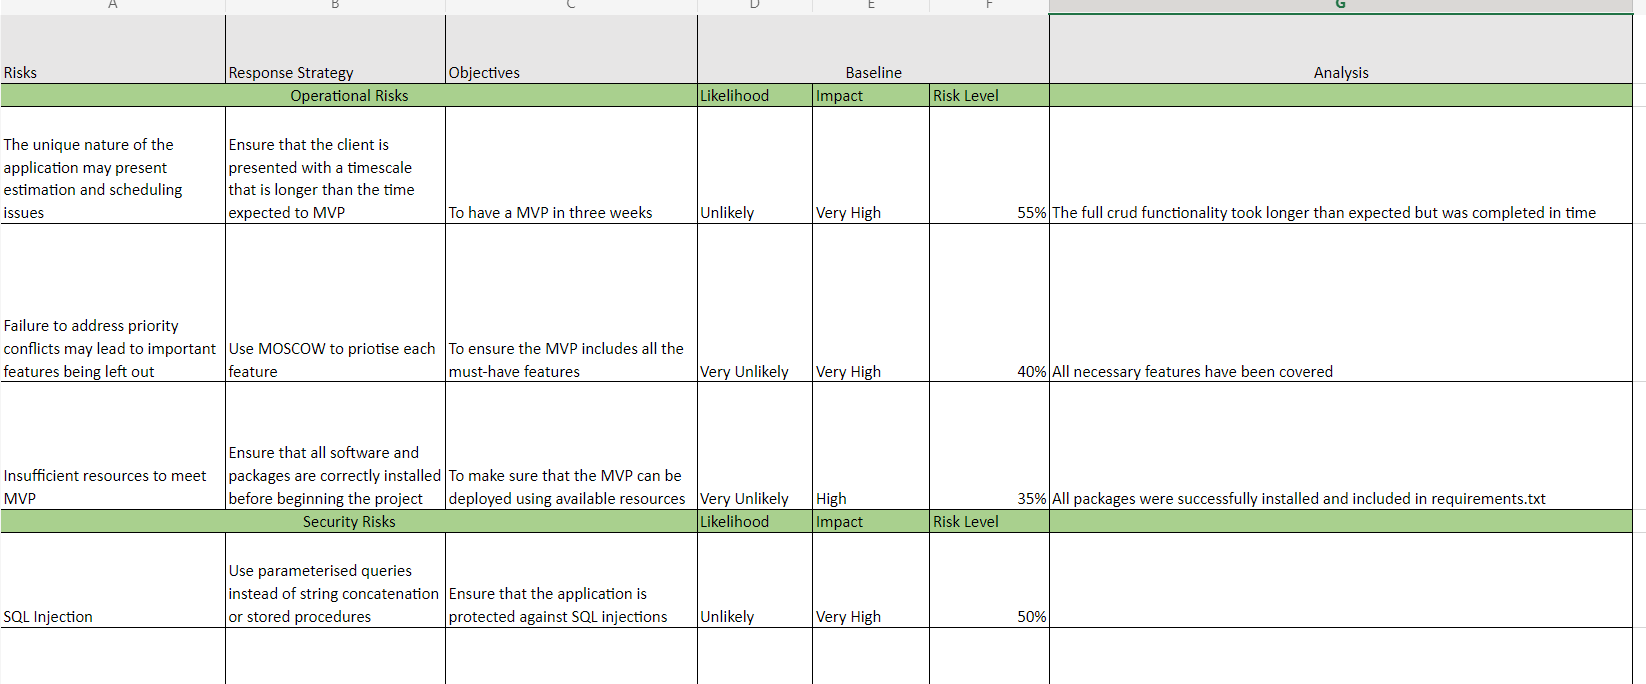 A B C D E F G
Risks Response Strategy Objectives Baseline Analysis
Operational Risks Likelihood Impact Risk Level
The unique nature of the
application may present
estimation and scheduling
issues
Ensure that the client is
presented with a timescale
that is longer than the time
expected to MVP
To have a MVP in three weeks
Unlikely
Very High
55%
The full crud functionality took longer than expected but was completed in time
Failure to address priority
conflicts may lead to important
features being left out
Use MOSCOW to priotise each
feature
To ensure the MVP includes all the
must-have features
Very Unlikely
Very High
40%
All necessary features have been covered
Insufficient resources to meet
MVP
Ensure that all software and
packages are correctly installed
before beginning the project
To make sure that the MVP can be
deployed using available resources
Very Unlikely
High
35%
All packages were successfully installed and included in requirements.txt
Security Risks Likelihood Impact Risk Level
SQL Injection
Use parameterised queries
instead of string concatenation
or stored procedures
Ensure that the application is
protected against SQL injections
Unlikely
Very High
50%